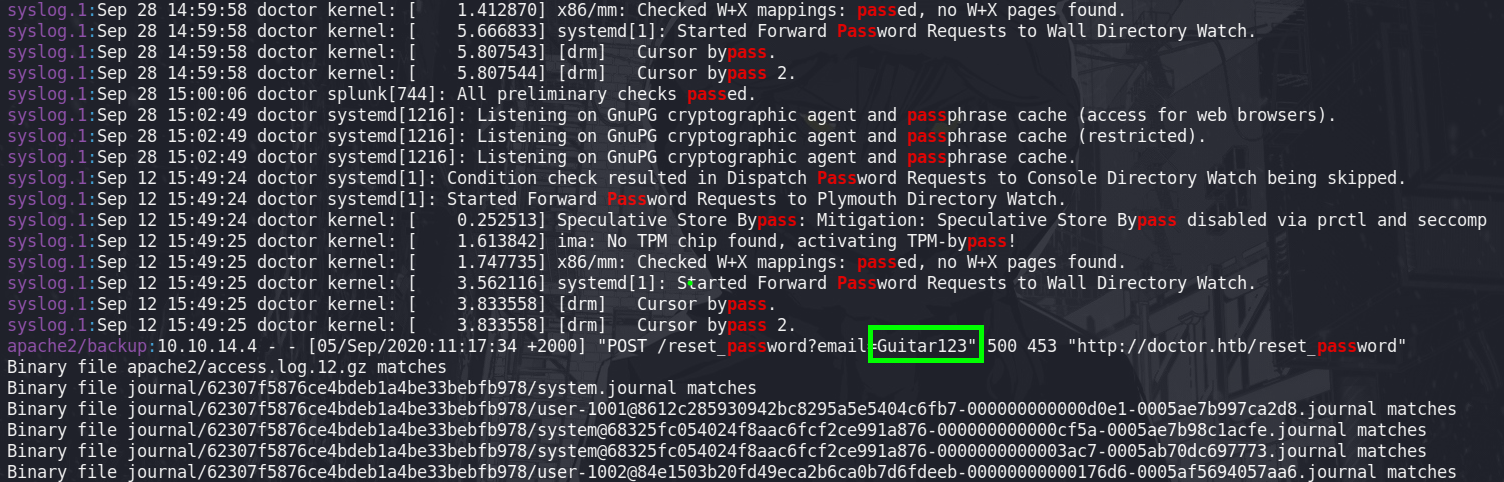 syslog.1:Sep 28 14:59:58 doctor kernel: [    1.412870] x86/mm: Checked W+X mappings: passed, no W+X pages found.
syslog.1:Sep 28 14:59:58 doctor kernel: [    5.666833] systemd[1]: Started Forward Password Requests to Wall Directory Watch.
syslog.1:Sep 28 14:59:58 doctor kernel: [    5.807543] [drm]   Cursor bypass.
syslog.1:Sep 28 14:59:58 doctor kernel: [    5.807544] [drm]   Cursor bypass 2.
syslog.1:Sep 28 15:00:06 doctor splunk[744]: All preliminary checks passed.
syslog.1:Sep 28 15:02:49 doctor systemd[1216]: Listening on GnuPG cryptographic agent and passphrase cache (access for web browsers).
syslog.1:Sep 28 15:02:49 doctor systemd[1216]: Listening on GnuPG cryptographic agent and passphrase cache (restricted).
syslog.1:Sep 28 15:02:49 doctor systemd[1216]: Listening on GnuPG cryptographic agent and passphrase cache.
syslog.1:Sep 12 15:49:24 doctor systemd[1]: Condition check resulted in Dispatch Password Requests to Console Directory Watch being skipped.
syslog.1:Sep 12 15:49:24 doctor systemd[1]: Started Forward Password Requests to Plymouth Directory Watch.
syslog.1:Sep 12 15:49:24 doctor kernel: [    0.252513] Speculative Store Bypass: Mitigation: Speculative Store Bypass disabled via prctl and seccomp
syslog.1:Sep 12 15:49:25 doctor kernel: [    1.613842] ima: No TPM chip found, activating TPM-bypass!
syslog.1:Sep 12 15:49:25 doctor kernel: [    1.747735] x86/mm: Checked W+X mappings: passed, no W+X pages found.
syslog.1:Sep 12 15:49:25 doctor kernel: [    3.562116] systemd[1]: Started Forward Password Requests to Wall Directory Watch.
syslog.1:Sep 12 15:49:25 doctor kernel: [    3.833558] [drm]   Cursor bypass.
syslog.1:Sep 12 15:49:25 doctor kernel: [    3.833558] [drm]   Cursor bypass 2.
apache2/backup:10.10.14.4 - - [05/Sep/2020:11:17:34 +2000] "POST /reset_password?email=Guitar123" 500 453 "http://doctor.htb/reset_password"
Binary file apache2/access.log.12.gz matches
Binary file journal/62307f5876ce4bdeb1a4be33bebfb978/system.journal matches
Binary file journal/62307f5876ce4bdeb1a4be33bebfb978/user-1001@8612c285930942bc8295a5e5404c6fb7-000000000000d0e1-0005ae7b997ca2d8.journal matches
Binary file journal/62307f5876ce4bdeb1a4be33bebfb978/system@68325fc054024f8aac6fcf2ce991a876-000000000000cf5a-0005ae7b98c1acfe.journal matches
Binary file journal/62307f5876ce4bdeb1a4be33bebfb978/system@68325fc054024f8aac6fcf2ce991a876-0000000000003ac7-0005ab70dc697773.journal matches
Binary file journal/62307f5876ce4bdeb1a4be33bebfb978/user-1002@84e1503b20fd49eca2b6ca0b7d6fdeeb-00000000000176d6-0005af5694057aa6.journal matches